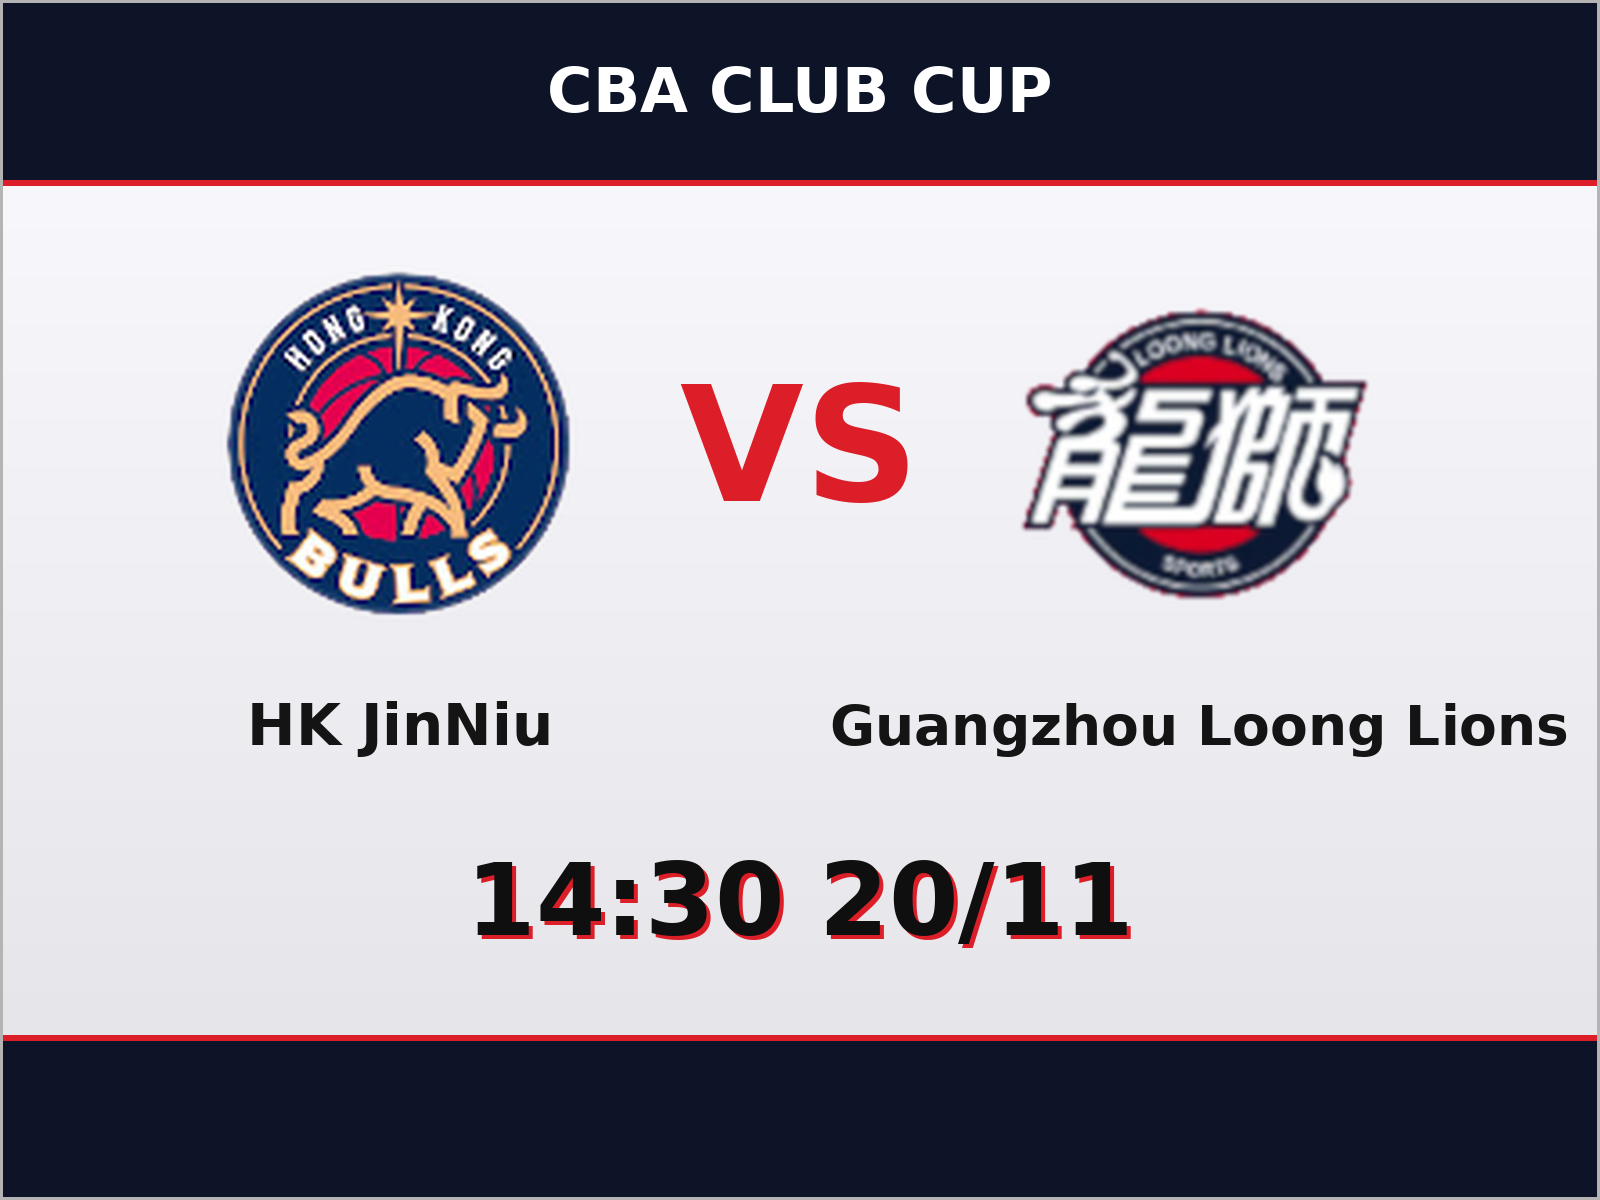 CBA CLUB CUP
HONG KONG
BULLS
VS
LOONG LIONS
龍獅
SPORTS
HK JinNiu
Guangzhou Loong Lions
14:30 20/11